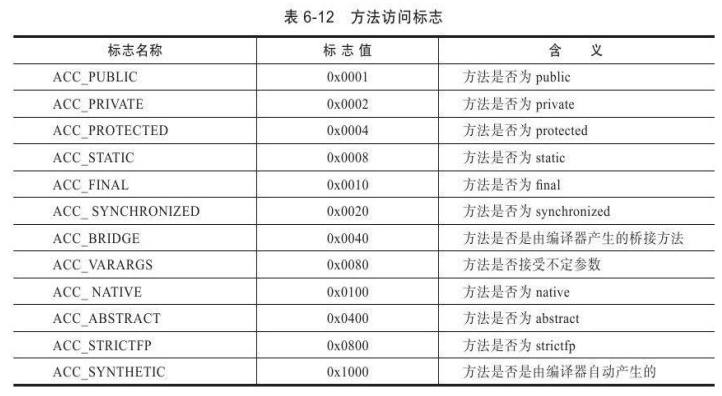 表 6-12 方法访问标志
标志名称 标 志 值 含 义
ACC_PUBLIC 0x0001 方法是否为 public
ACC_PRIVATE 0x0002 方法是否为 private
ACC_PROTECTED 0x0004 方法是否为 protected
ACC_STATIC 0x0008 方法是否为 static
ACC_FINAL 0x0010 方法是否为 final
ACC_ SYNCHRONIZED 0x0020 方法是否为 synchronized
ACC_BRIDGE 0x0040 方法是否是由编译器产生的桥接方法
ACC_VARARGS 0x0080 方法是否接受不定参数
ACC_ NATIVE 0x0100 方法是否为 native
ACC_ABSTRACT 0x0400 方法是否为 abstract
ACC_STRICTFP 0x0800 方法是否为 strictfp
ACC_SYNTHETIC 0x1000 方法是否是由编译器自动产生的